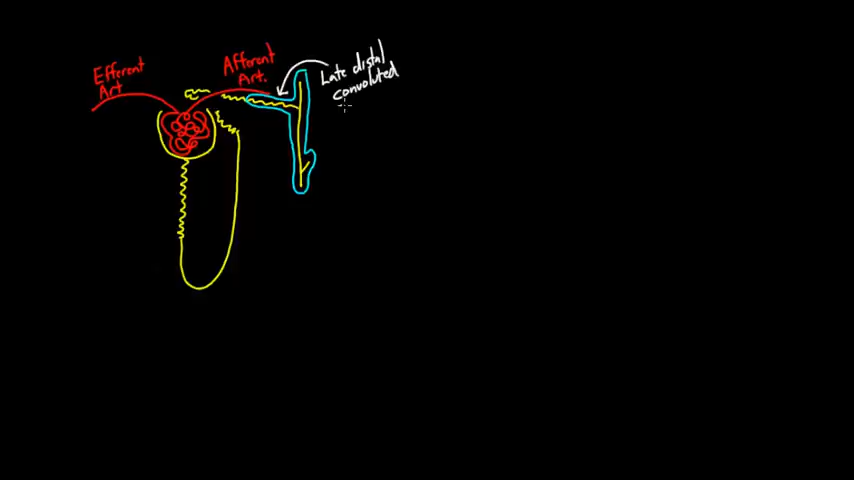 Efferent
Art
Afferent
Art.
Late distal
convoluted